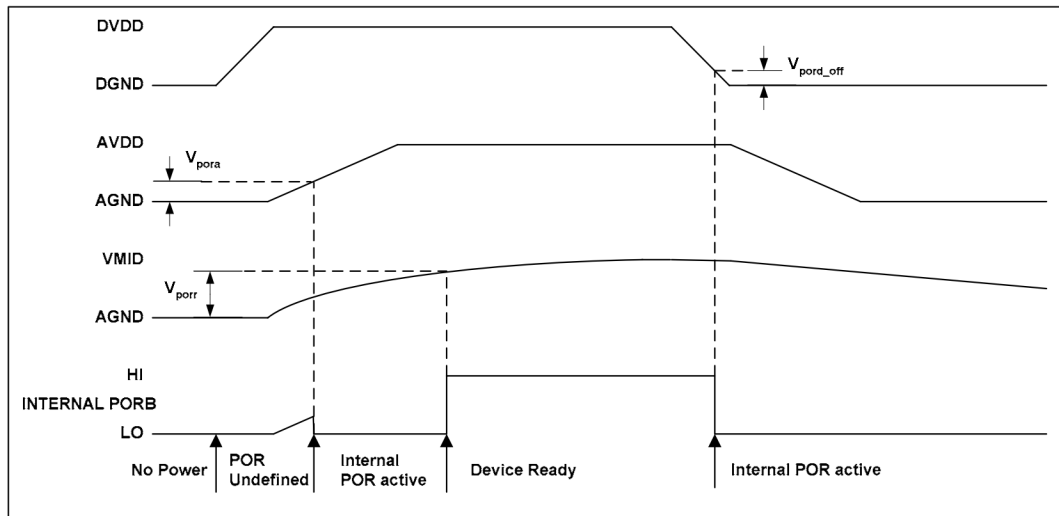 DVDD
V_pord_off
DGND
AVDD
V_pora
AGND
VMID
V_porr
AGND
HI
INTERNAL PORB
LO
No Power
POR
Undefined
Internal
POR active
Device Ready
Internal POR active